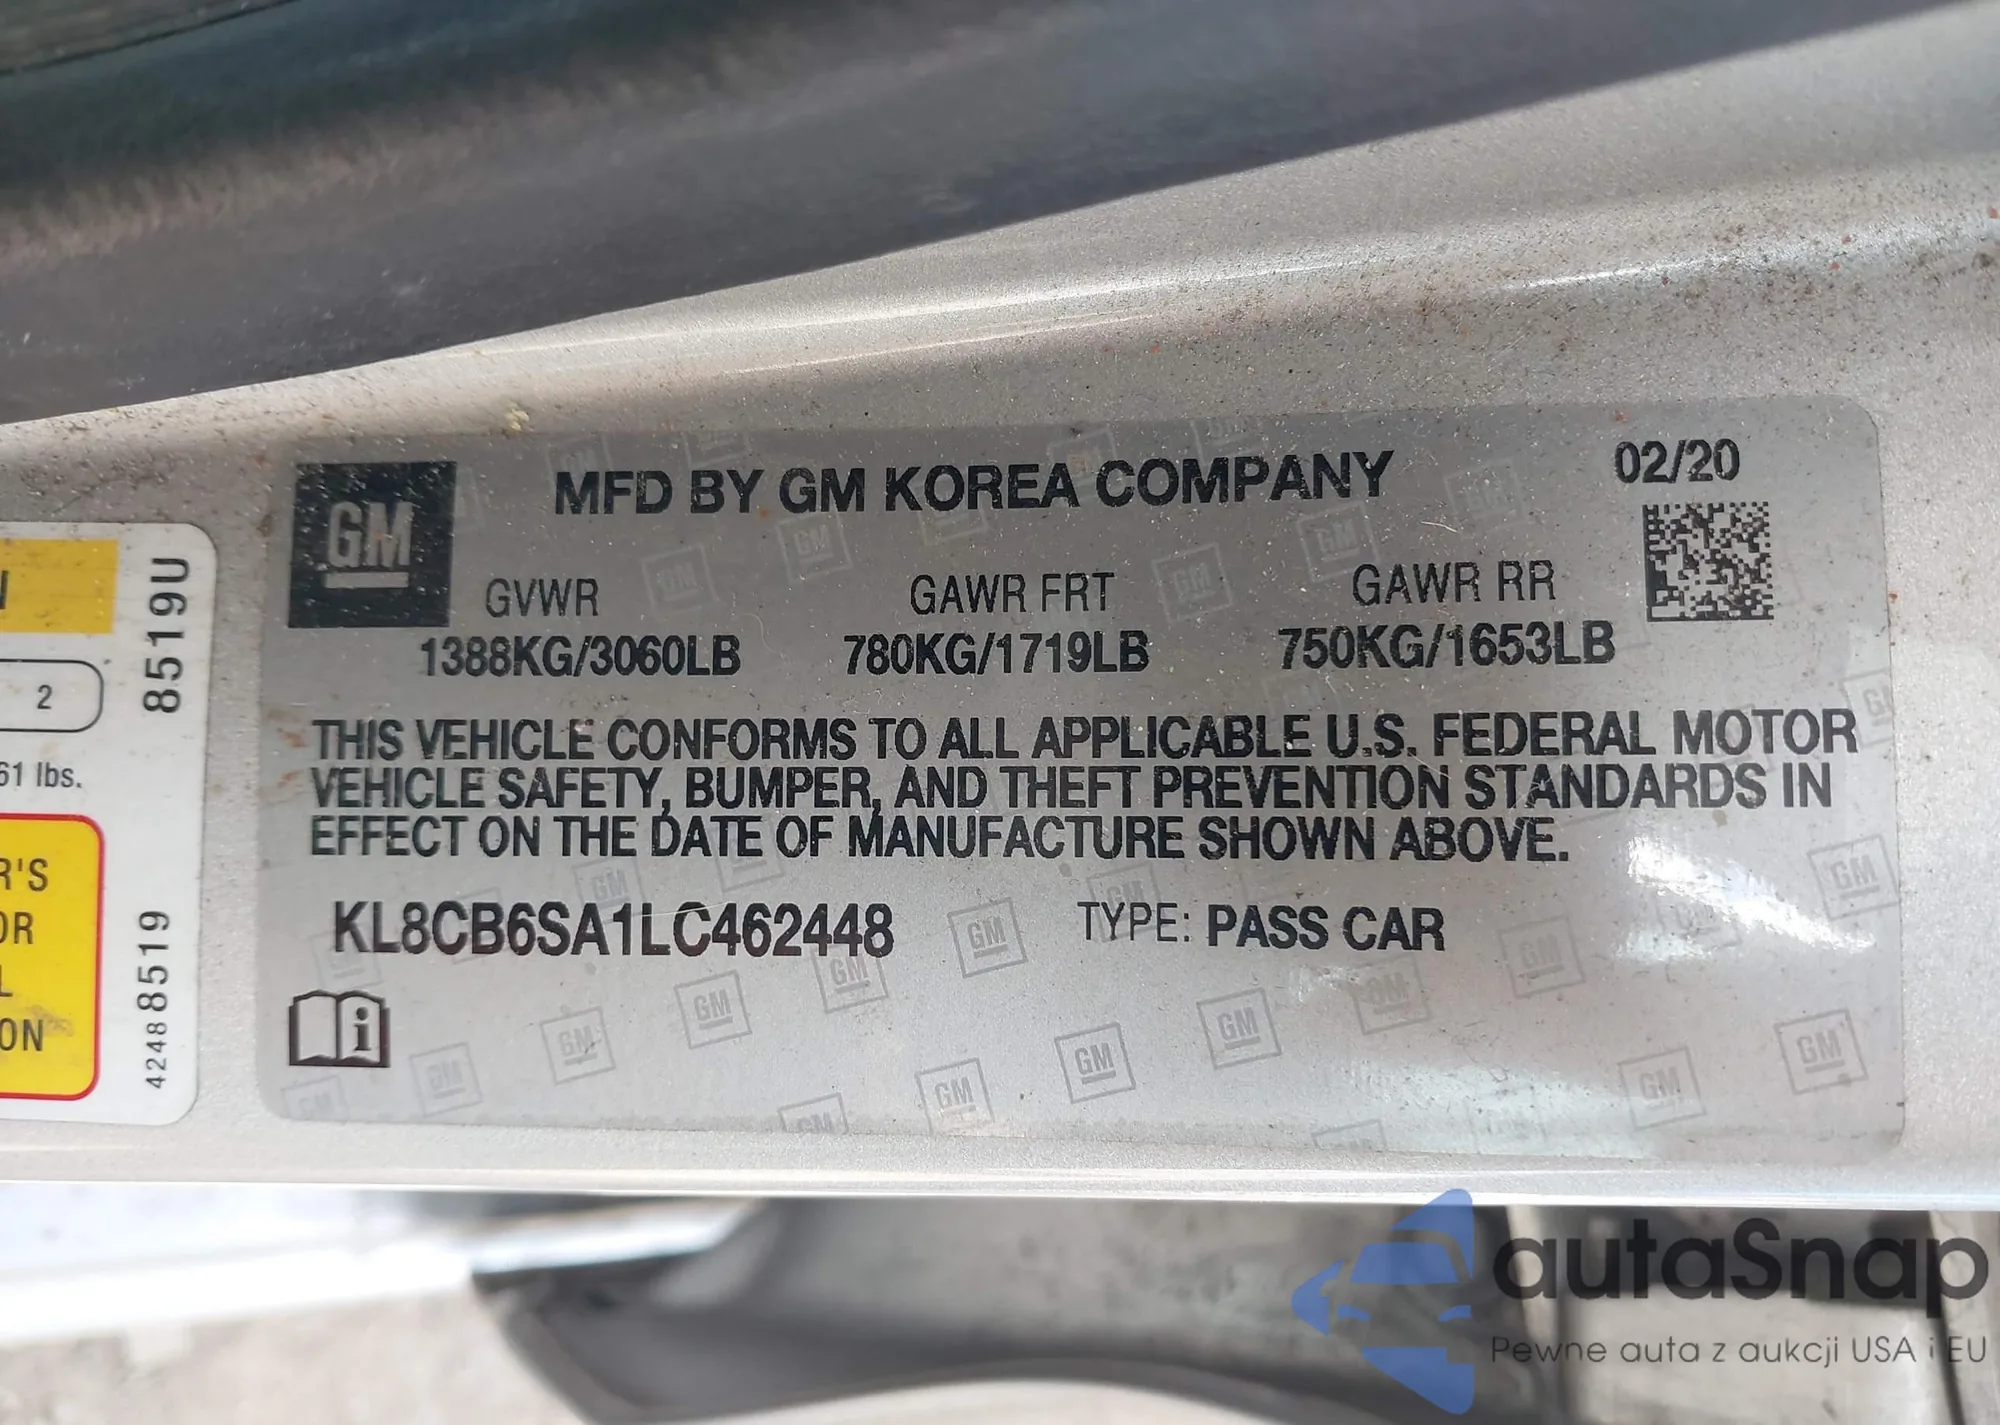 MFD BY GM KOREA COMPANY
02/20
GM
GVWR
GAWR FRT
GAWR RR
1388KG/3060LB
780KG/1719LB
750KG/1653LB
THIS VEHICLE CONFORMS TO ALL APPLICABLE U.S. FEDERAL MOTOR
VEHICLE SAFETY, BUMPER, AND THEFT PREVENTION STANDARDS IN
EFFECT ON THE DATE OF MANUFACTURE SHOWN ABOVE.
KL8CB6SA1LC462448
TYPE: PASS CAR
i
8519U
2
61 lbs.
R'S
OR
L
ON
4248 8519
autaSnap
Pewne auta z aukcji USA i EU